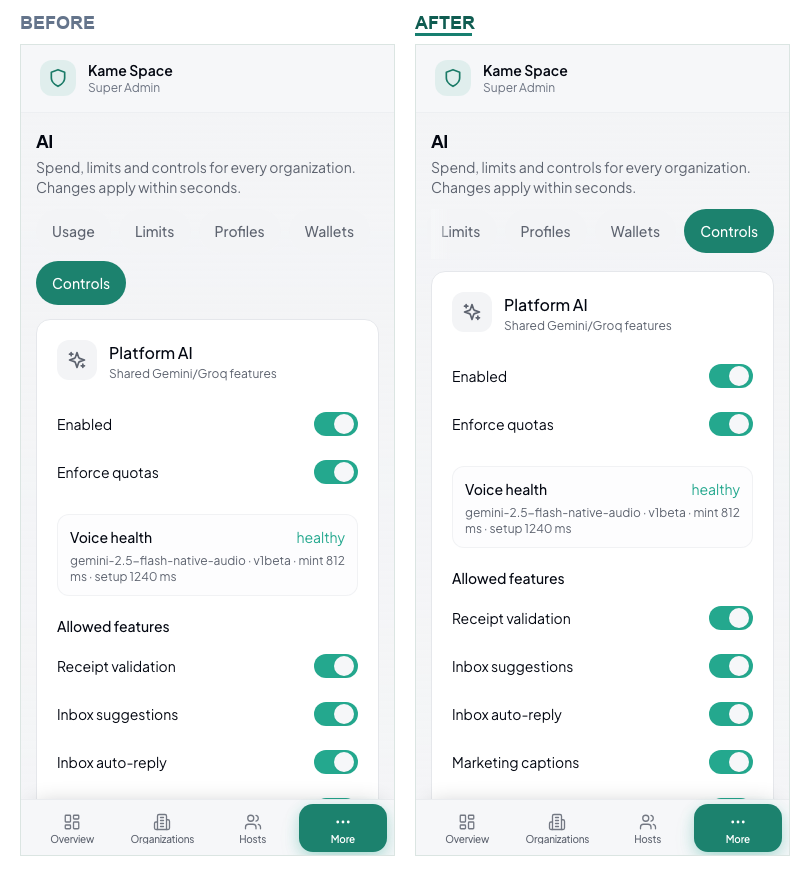 BEFORE
Kame Space
Super Admin
AI
Spend, limits and controls for every organization.
Changes apply within seconds.
Usage Limits Profiles Wallets
Controls
Platform AI
Shared Gemini/Groq features
Enabled
Enforce quotas
Voice health healthy
gemini-2.5-flash-native-audio · v1beta · mint 812
ms · setup 1240 ms
Allowed features
Receipt validation
Inbox suggestions
Inbox auto-reply
Overview Organizations Hosts More
AFTER
Kame Space
Super Admin
AI
Spend, limits and controls for every organization.
Changes apply within seconds.
Limits Profiles Wallets Controls
Platform AI
Shared Gemini/Groq features
Enabled
Enforce quotas
Voice health healthy
gemini-2.5-flash-native-audio · v1beta · mint 812
ms · setup 1240 ms
Allowed features
Receipt validation
Inbox suggestions
Inbox auto-reply
Marketing captions
Overview Organizations Hosts More